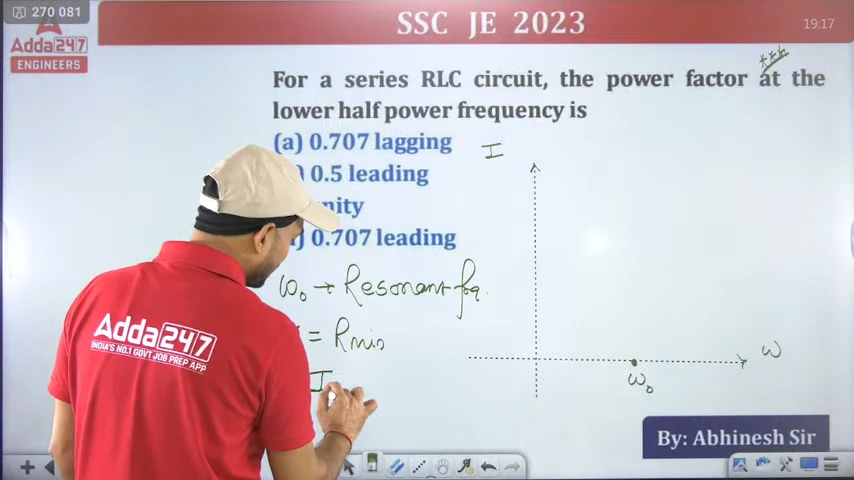 270 081
SSC JE 2023
19:17
Adda247
ENGINEERS
For a series RLC circuit, the power factor at the
lower half power frequency is
(a) 0.707 lagging
0.5 leading
0.707 leading
I
ω₀ → Resonant frq.
= Rmin
I
ω
ω₀
Adda247
INDIA'S NO.1 GOVT JOB PREP APP
By: Abhinesh Sir